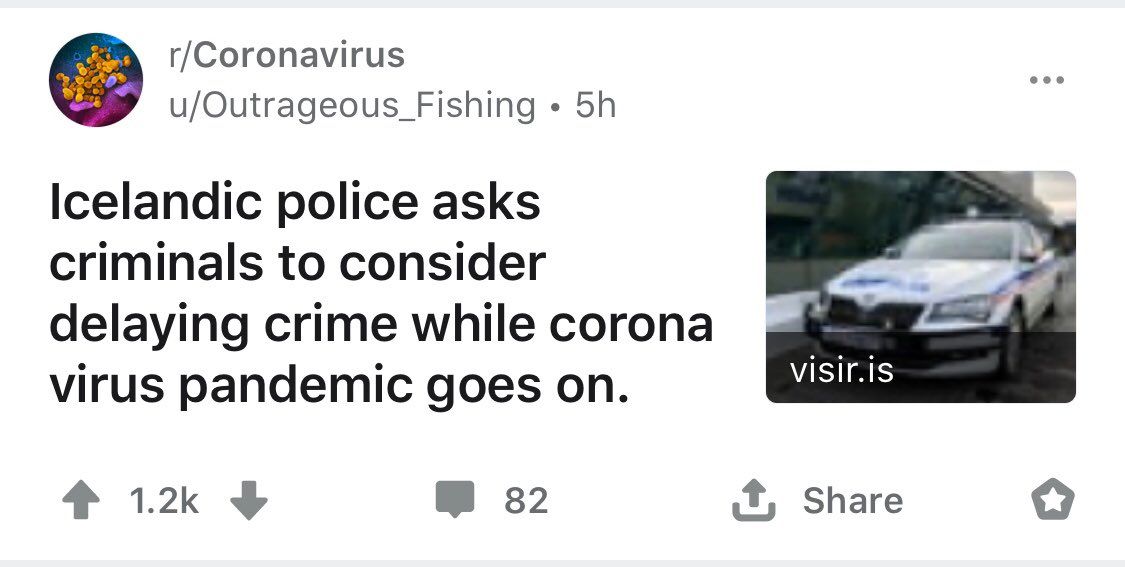 r/Coronavirus
u/Outrageous_Fishing • 5h
Icelandic police asks
criminals to consider
delaying crime while corona
virus pandemic goes on.
visir.is
1.2k
82
Share